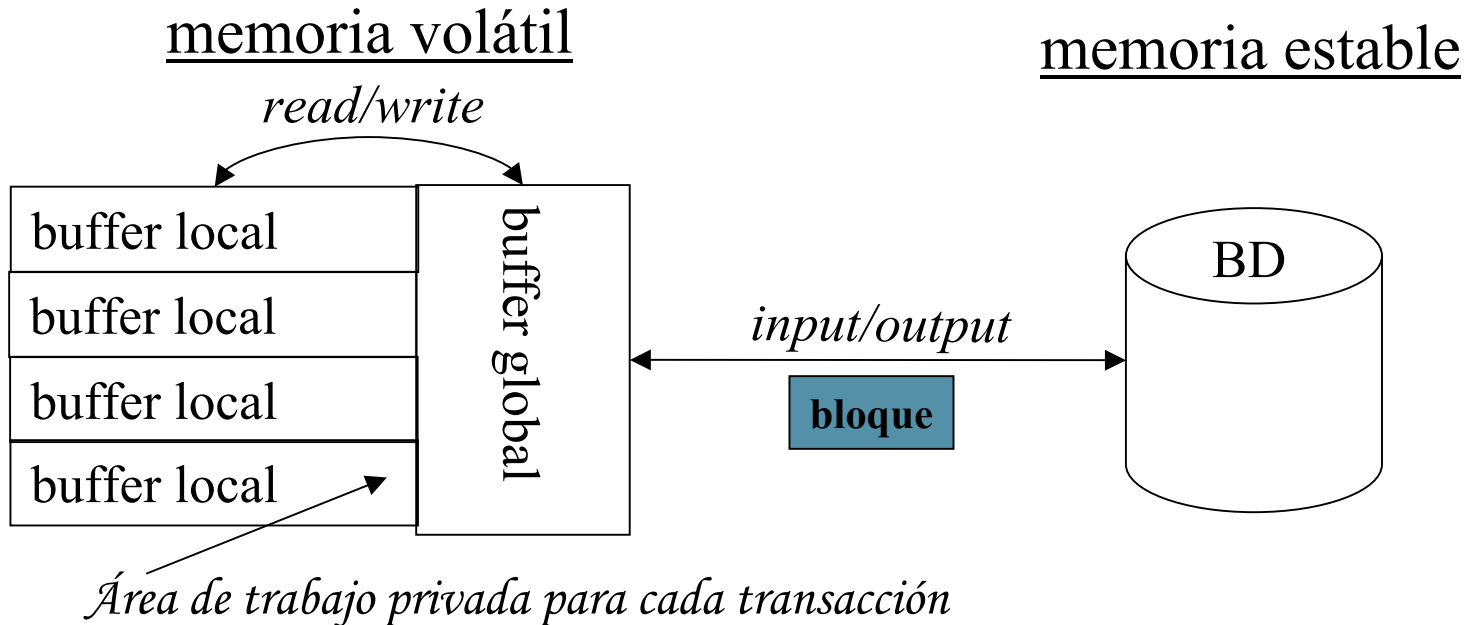 memoria volátil
memoria estable
read/write
buffer local
buffer local
buffer local
buffer local
buffer global
input/output
bloque
BD
Área de trabajo privada para cada transacción